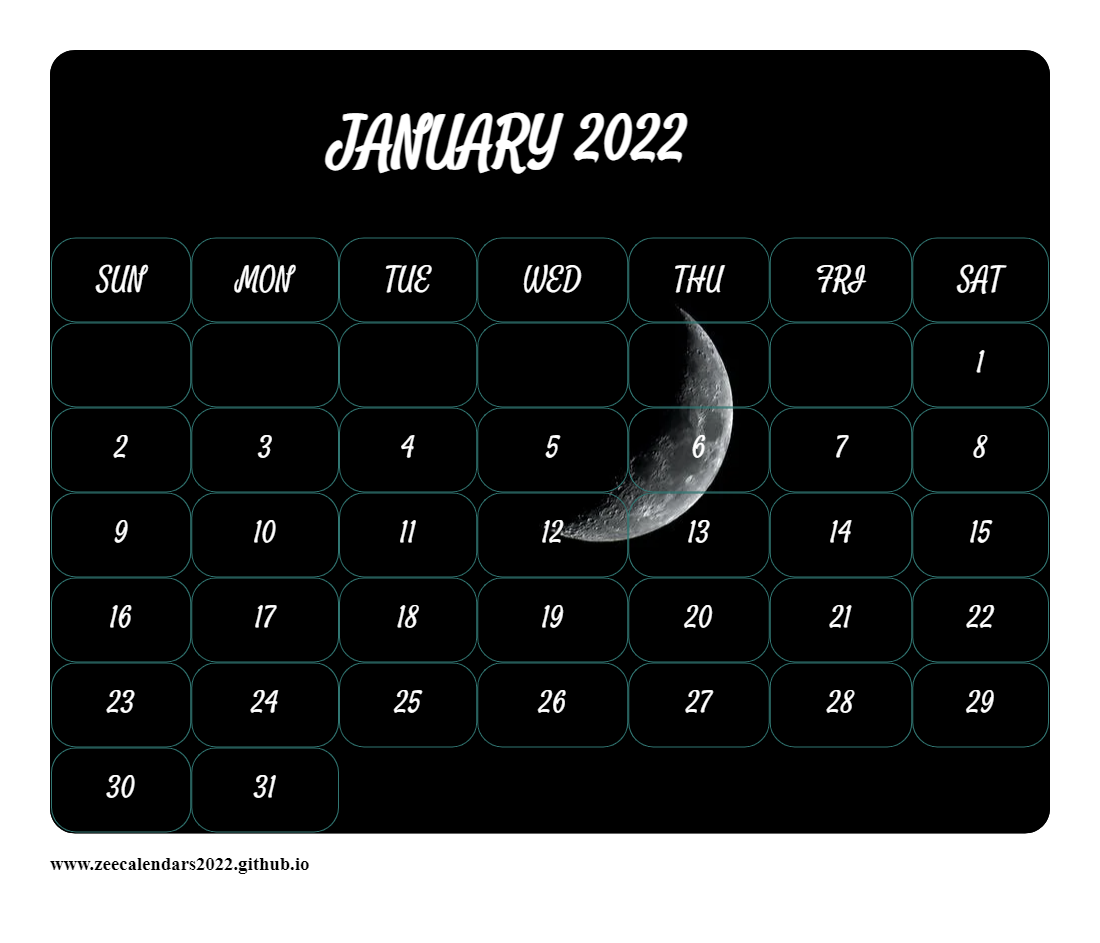 JANUARY 2022
SUN MON TUE WED THU FRI SAT
1
2 3 4 5 6 7 8
9 10 11 12 13 14 15
16 17 18 19 20 21 22
23 24 25 26 27 28 29
30 31
www.zeecalendars2022.github.io